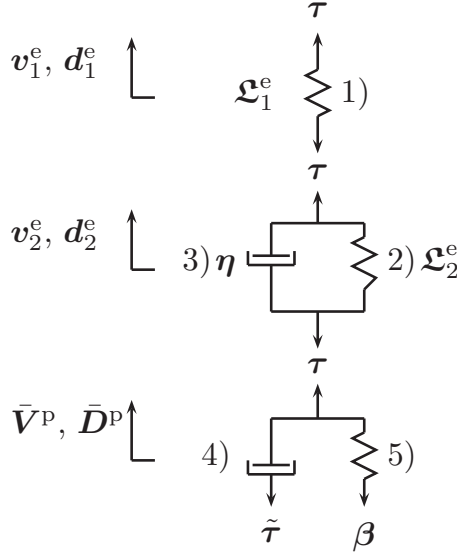 τ
v₁ᵉ, d₁ᵉ
𝕷₁ᵉ 1)
τ
v₂ᵉ, d₂ᵉ
3) η 2) 𝕷₂ᵉ
τ
V̄ᵖ, D̄ᵖ
4) 5)
τ̃ β